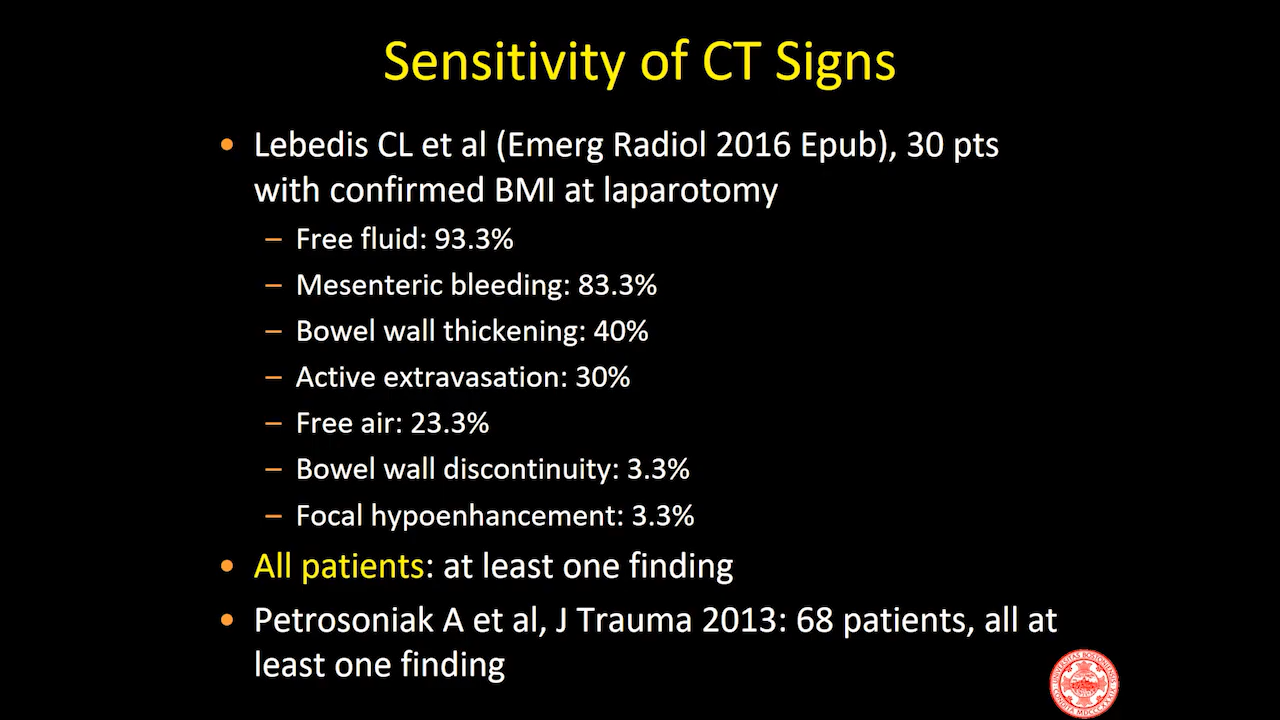 Sensitivity of CT Signs
• Lebedis CL et al (Emerg Radiol 2016 Epub), 30 pts
with confirmed BMI at laparotomy
– Free fluid: 93.3%
– Mesenteric bleeding: 83.3%
– Bowel wall thickening: 40%
– Active extravasation: 30%
– Free air: 23.3%
– Bowel wall discontinuity: 3.3%
– Focal hypoenhancement: 3.3%
• All patients: at least one finding
• Petrosoniak A et al, J Trauma 2013: 68 patients, all at
least one finding